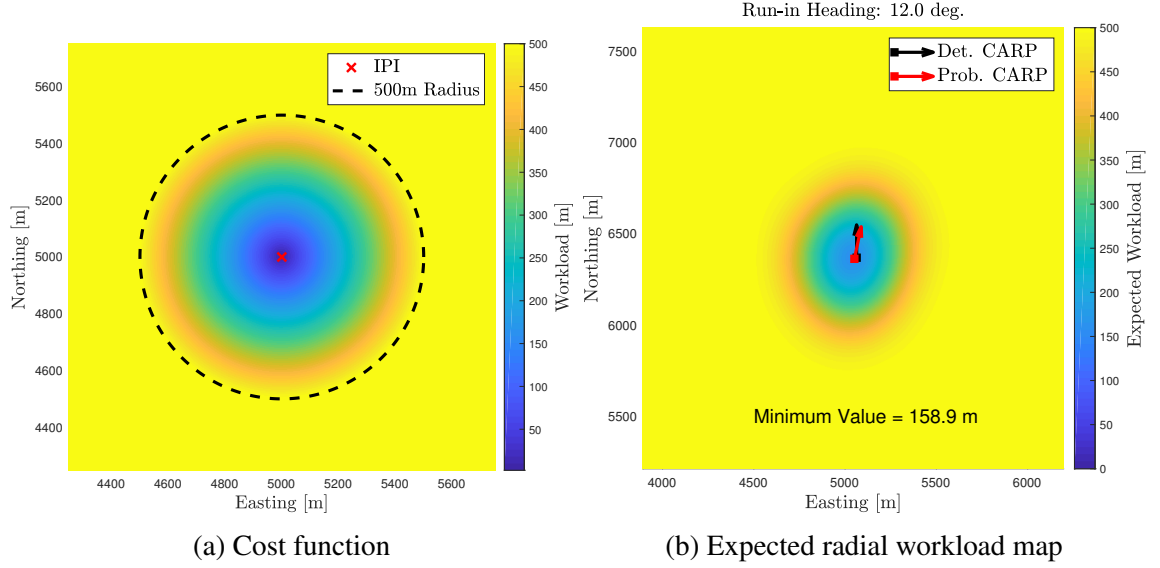 Run-in Heading: 12.0 deg.
IPI
500m Radius
5600
5400
5200
5000
4800
4600
4400
Northing [m]
4400 4600 4800 5000 5200 5400 5600
Easting [m]
500
450
400
350
300
250
200
150
100
50
Workload [m]
(a) Cost function
Det. CARP
Prob. CARP
7500
7000
6500
6000
5500
Northing [m]
Minimum Value = 158.9 m
4000 4500 5000 5500 6000
Easting [m]
500
450
400
350
300
250
200
150
100
50
0
Expected Workload [m]
(b) Expected radial workload map